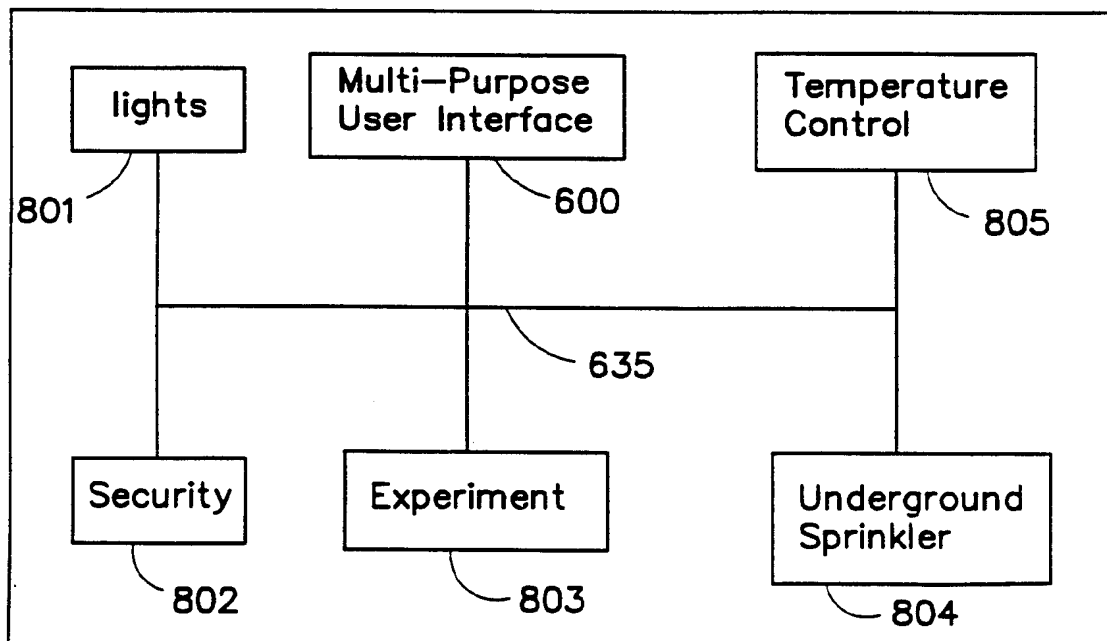 lights
801
Multi-Purpose
User Interface
600
Temperature
Control
805
635
Security
802
Experiment
803
Underground
Sprinkler
804